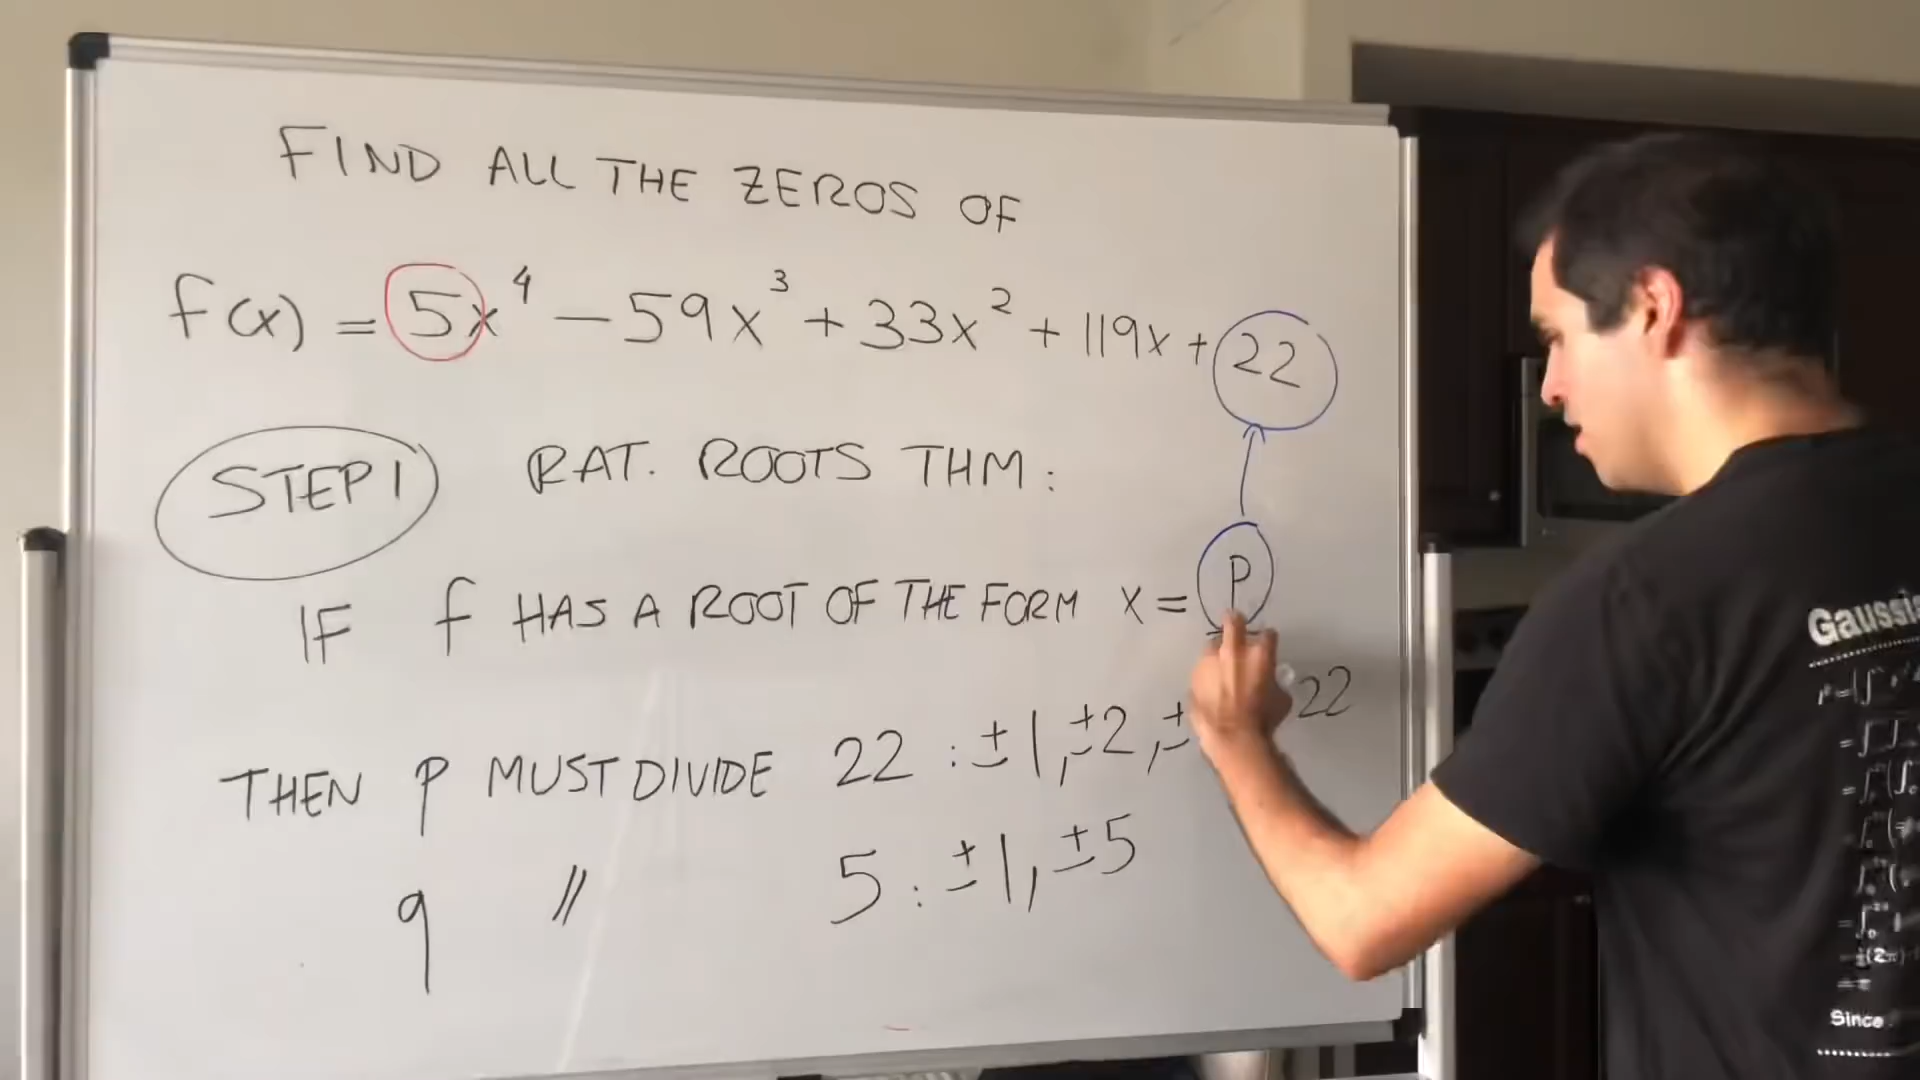 FIND ALL THE ZEROS OF
f(x) = 5x⁴ − 59x³ + 33x² + 119x + 22
STEP 1 RAT. ROOTS THM :
IF f HAS A ROOT OF THE FORM x = P
THEN p MUST DIVIDE 22 : ±1, ±2, ± 22
q // 5 : ±1, ±5
Since